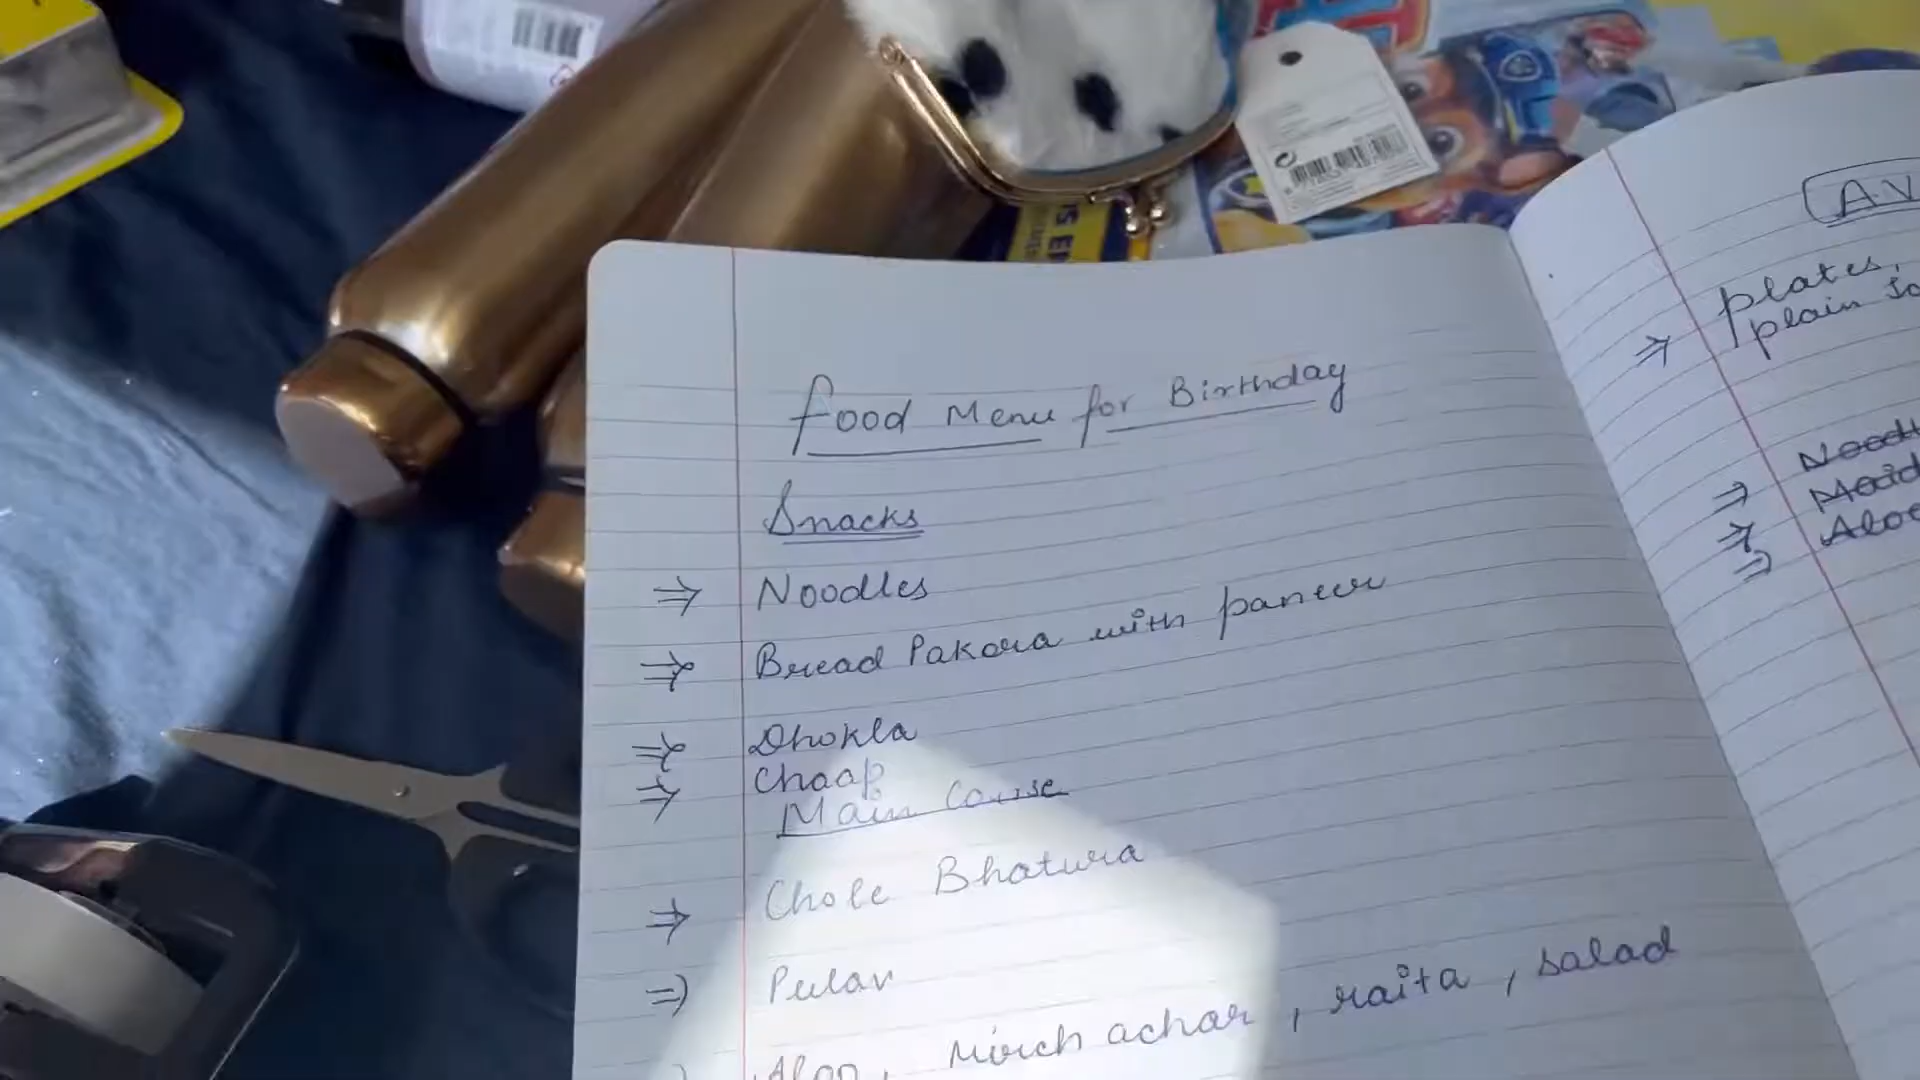 Food Menu for Birthday
Snacks
⇒ Noodles
⇒ Bread Pakora with paneer
⇒ Dhokla
⇒ Chaap
Main Course
⇒ Chole Bhatura
⇒ Pulav
Aloo, Mirch achar, raita, salad
plates,
⇒ plain